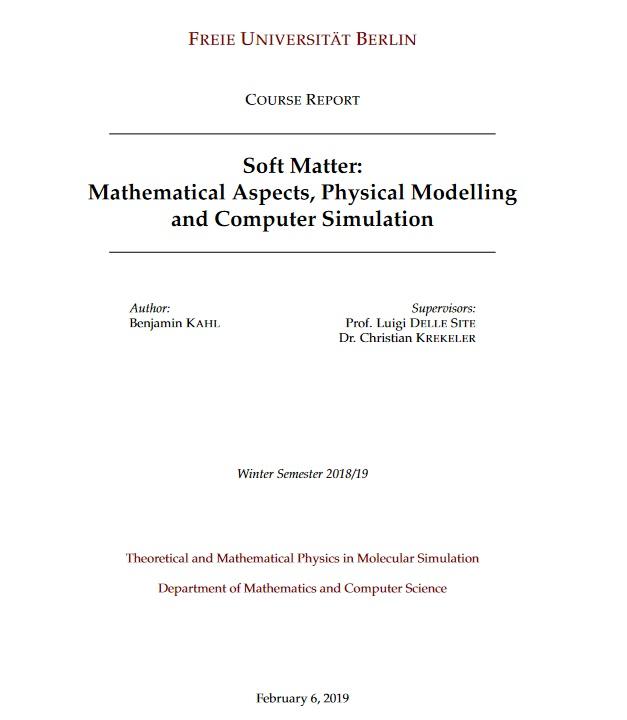 FREIE UNIVERSITÄT BERLIN
COURSE REPORT
Soft Matter:
Mathematical Aspects, Physical Modelling
and Computer Simulation
Author:
Benjamin KAHL
Supervisors:
Prof. Luigi DELLE SITE
Dr. Christian KREKELER
Winter Semester 2018/19
Theoretical and Mathematical Physics in Molecular Simulation
Department of Mathematics and Computer Science
February 6, 2019